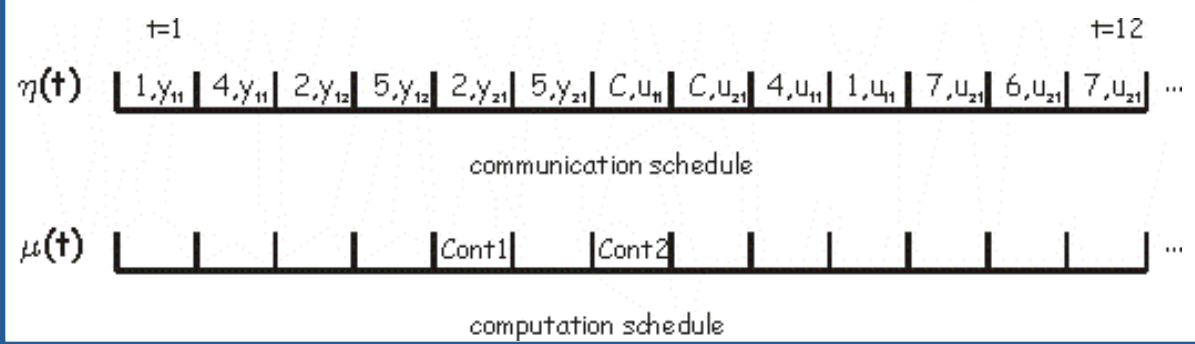 t=1 t=12
η(t) 1,y₁₁ 4,y₁₁ 2,y₁₂ 5,y₁₂ 2,y₂₁ 5,y₂₁ C,u₁₁ C,u₂₁ 4,u₁₁ 1,u₁₁ 7,u₂₁ 6,u₂₁ 7,u₂₁ ...
communication schedule
μ(t) Cont1 Cont2 ...
computation schedule